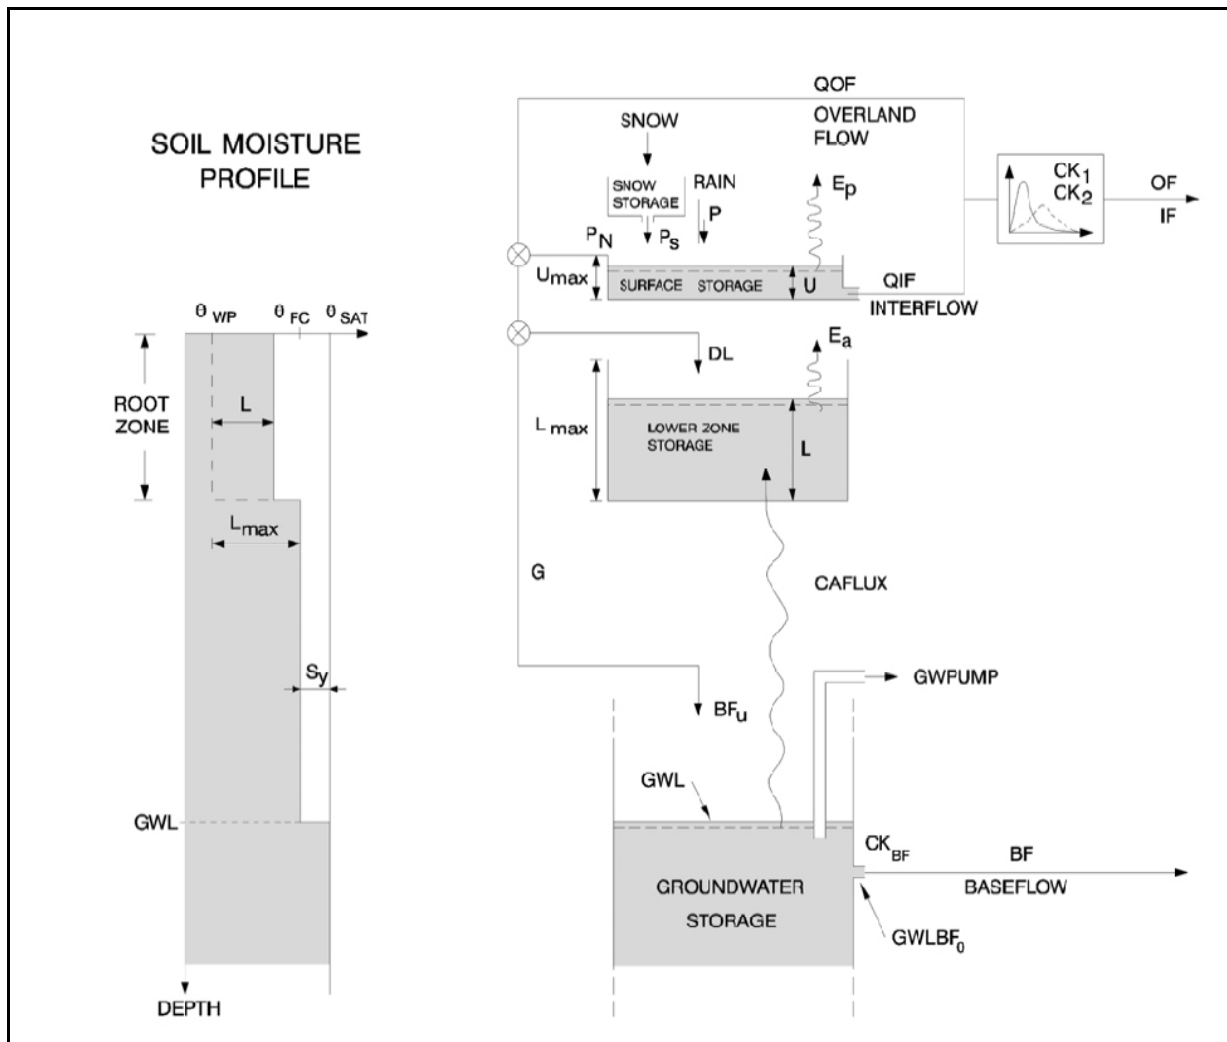 SOIL MOISTURE
PROFILE
θ WP
θ FC
θ SAT
ROOT
ZONE
L
Lmax
Sy
GWL
DEPTH
QOF
OVERLAND
FLOW
SNOW
SNOW
STORAGE
RAIN
P
Ps
PN
Ep
CK1
CK2
OF
IF
Umax
SURFACE STORAGE
U
QIF
INTERFLOW
DL
Ea
Lmax
LOWER ZONE
STORAGE
L
G
CAFLUX
GWPUMP
BFu
GWL
CKBF
BF
BASEFLOW
GROUNDWATER
STORAGE
GWLBF0